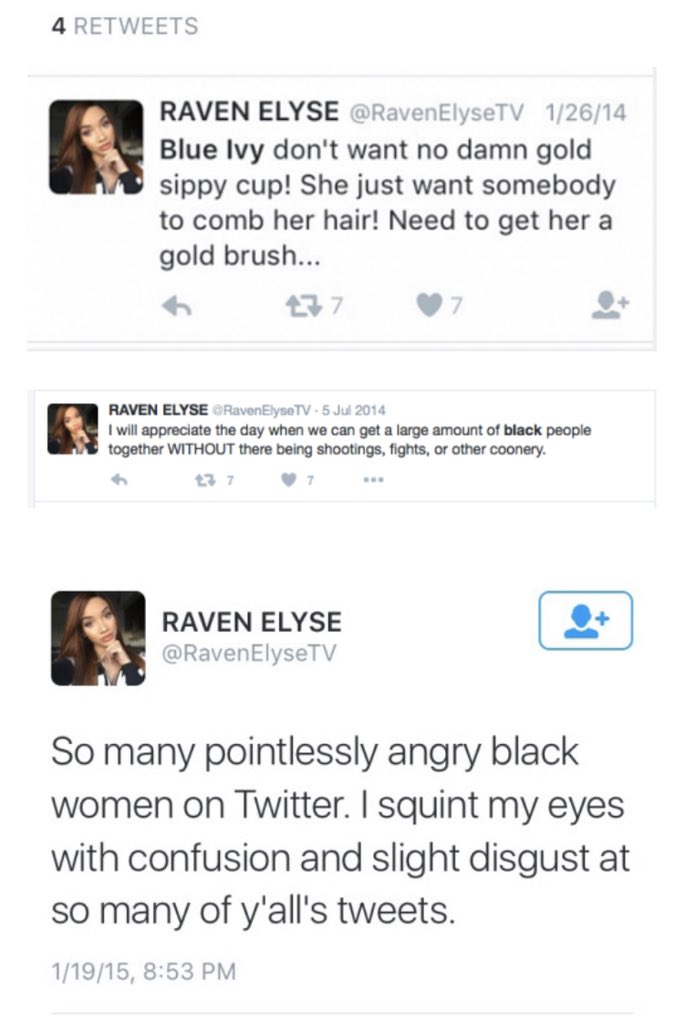 4 RETWEETS
RAVEN ELYSE @RavenElyseTV 1/26/14
Blue Ivy don't want no damn gold
sippy cup! She just want somebody
to comb her hair! Need to get her a
gold brush...
7 7
RAVEN ELYSE @RavenElyseTV · 5 Jul 2014
I will appreciate the day when we can get a large amount of black people
together WITHOUT there being shootings, fights, or other coonery.
7 7 •••
RAVEN ELYSE
@RavenElyseTV
So many pointlessly angry black
women on Twitter. I squint my eyes
with confusion and slight disgust at
so many of y'all's tweets.
1/19/15, 8:53 PM